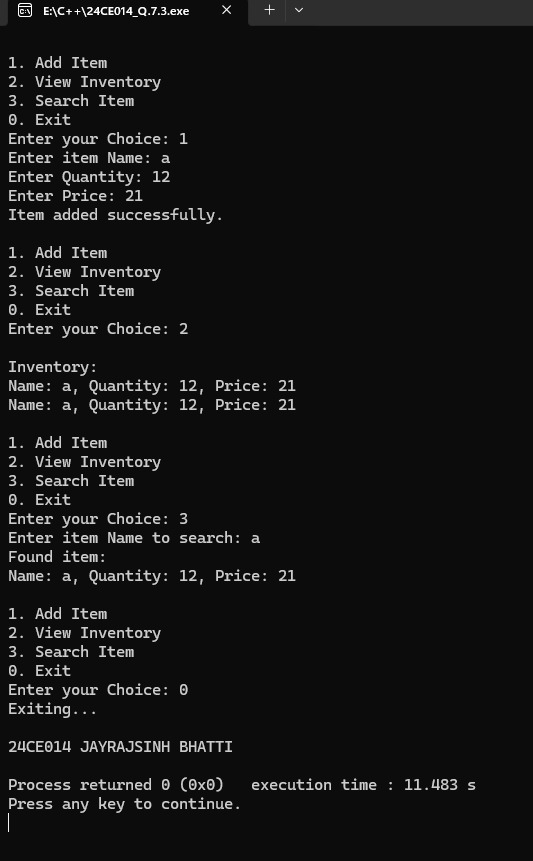 E:\C++\24CE014_Q.7.3.exe
1. Add Item
2. View Inventory
3. Search Item
0. Exit
Enter your Choice: 1
Enter item Name: a
Enter Quantity: 12
Enter Price: 21
Item added successfully.
1. Add Item
2. View Inventory
3. Search Item
0. Exit
Enter your Choice: 2
Inventory:
Name: a, Quantity: 12, Price: 21
Name: a, Quantity: 12, Price: 21
1. Add Item
2. View Inventory
3. Search Item
0. Exit
Enter your Choice: 3
Enter item Name to search: a
Found item:
Name: a, Quantity: 12, Price: 21
1. Add Item
2. View Inventory
3. Search Item
0. Exit
Enter your Choice: 0
Exiting...
24CE014 JAYRAJSINH BHATTI
Process returned 0 (0x0)   execution time : 11.483 s
Press any key to continue.